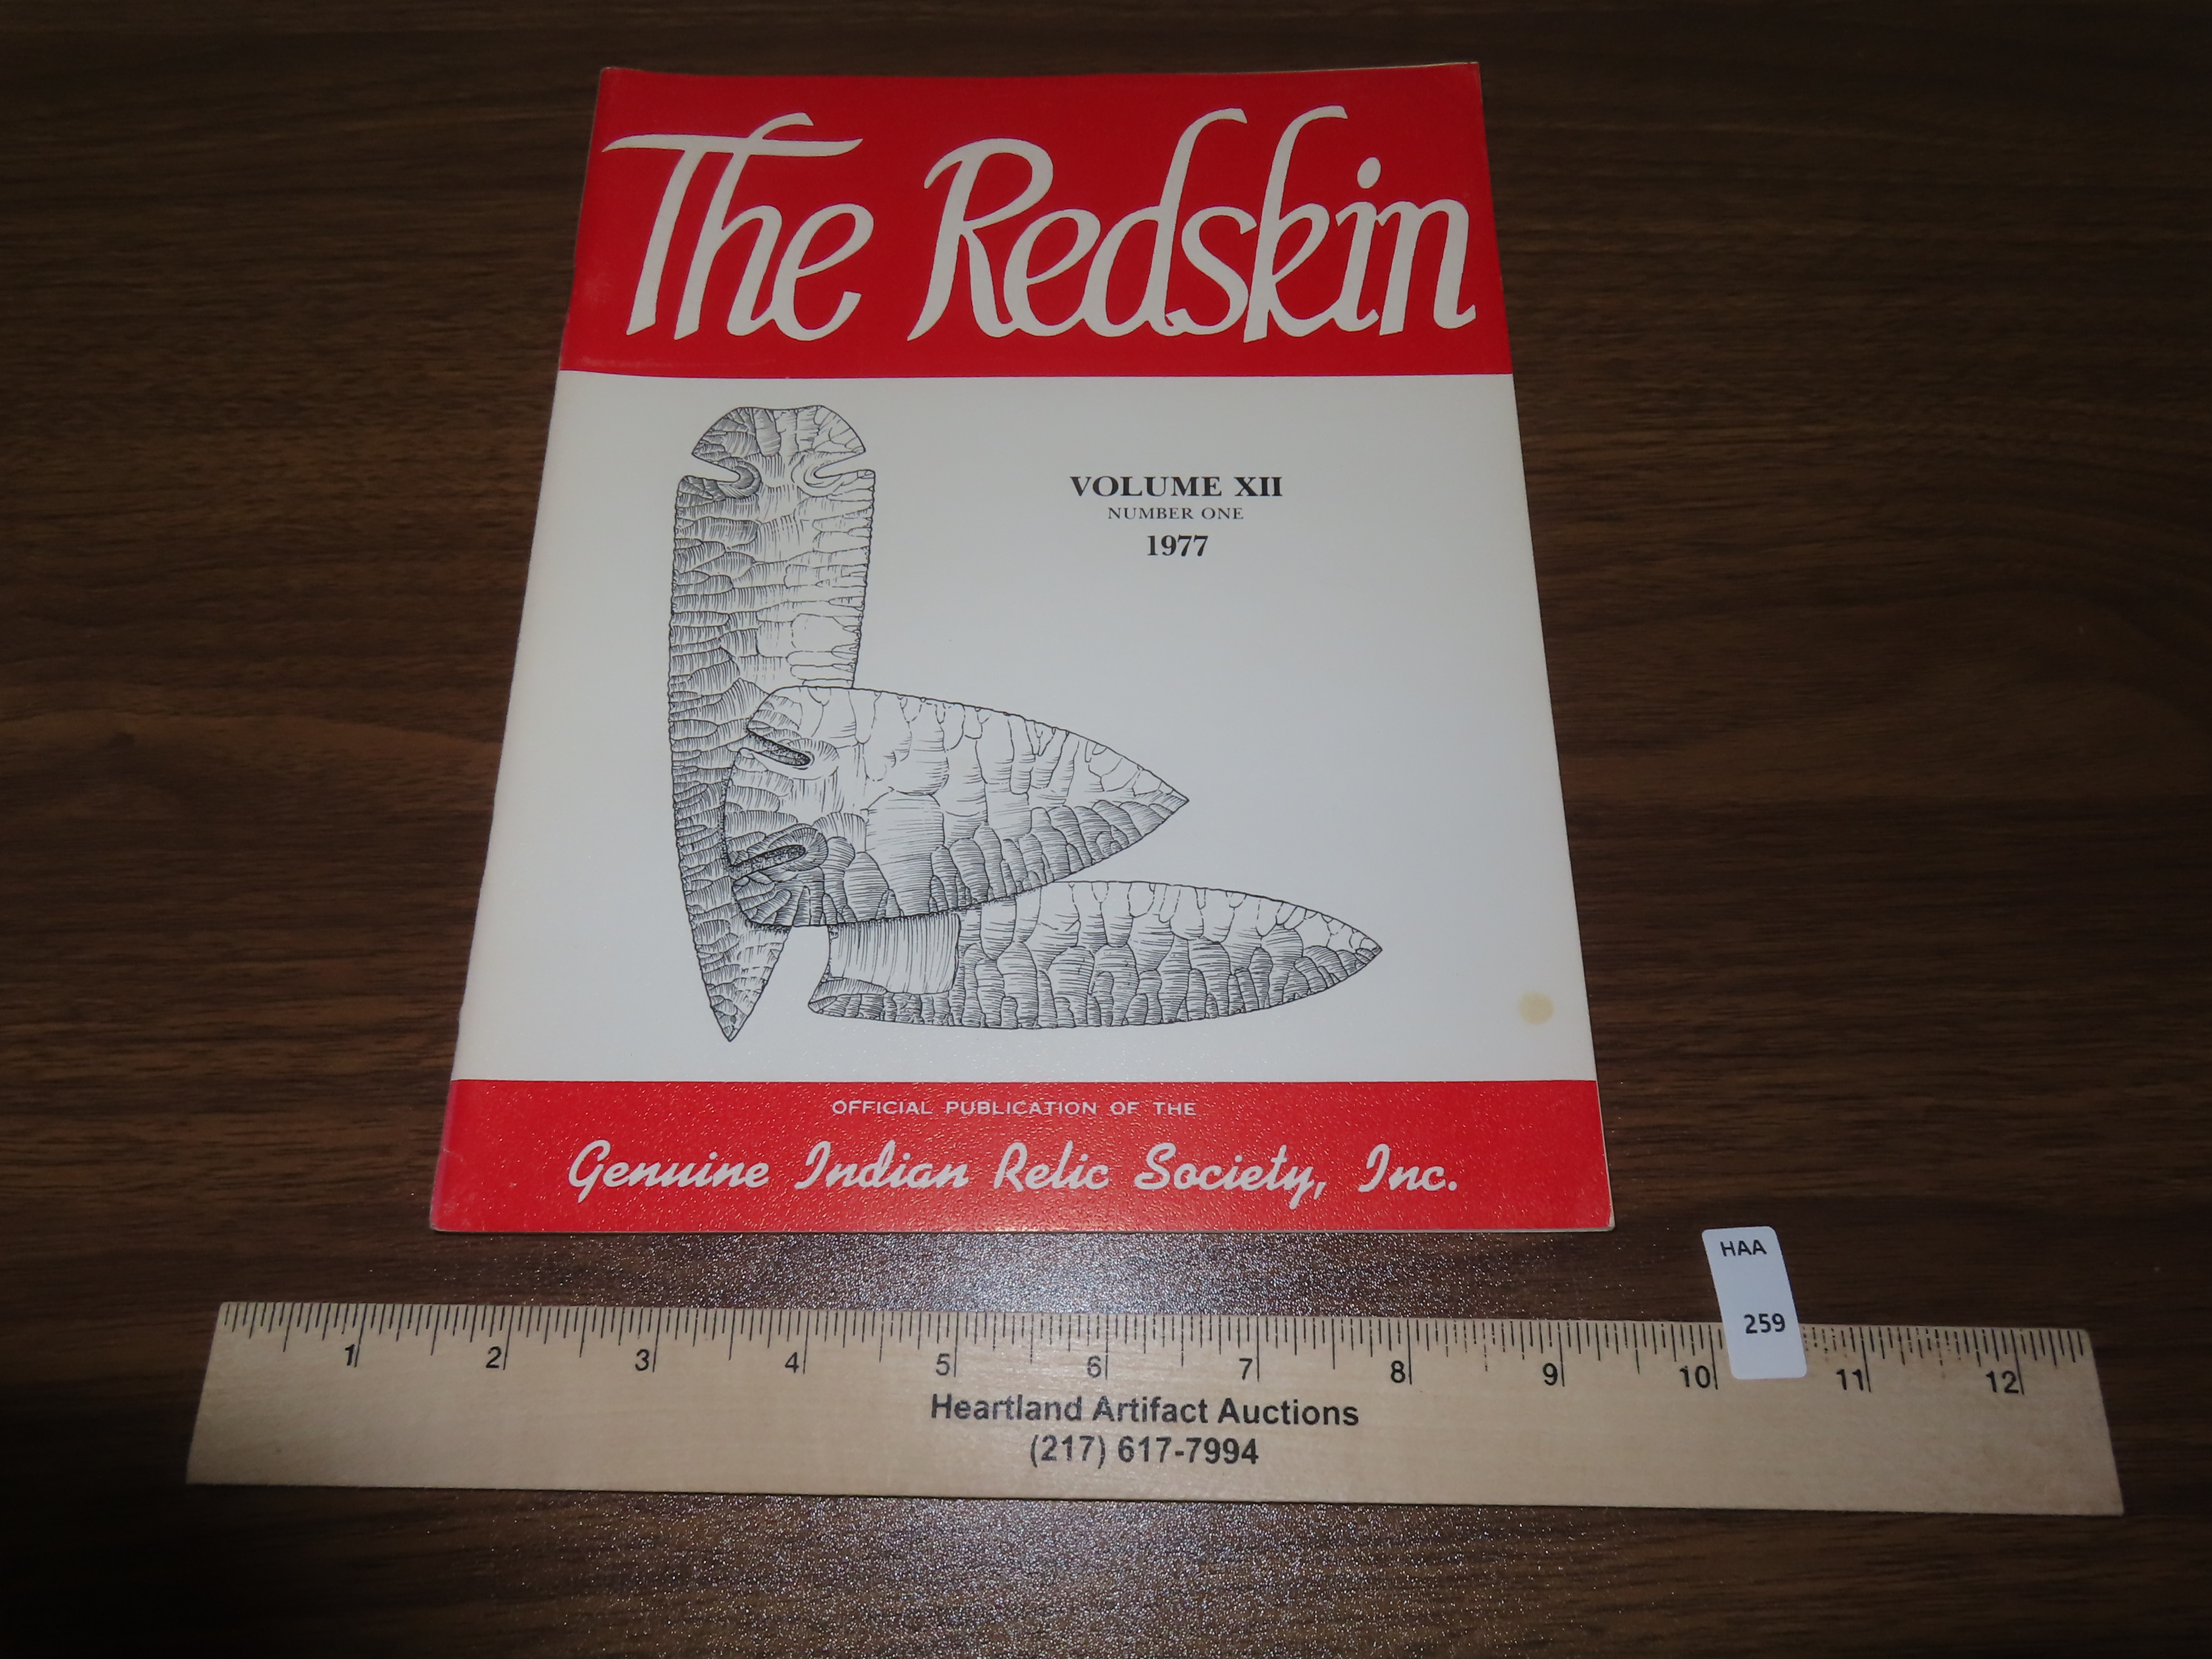 The Redskin
VOLUME XII
NUMBER ONE
1977
OFFICIAL PUBLICATION OF THE
Genuine Indian Relic Society, Inc.
HAA
259
1 2 3 4 5 6 7 8 9 10 11 12
Heartland Artifact Auctions
(217) 617-7994